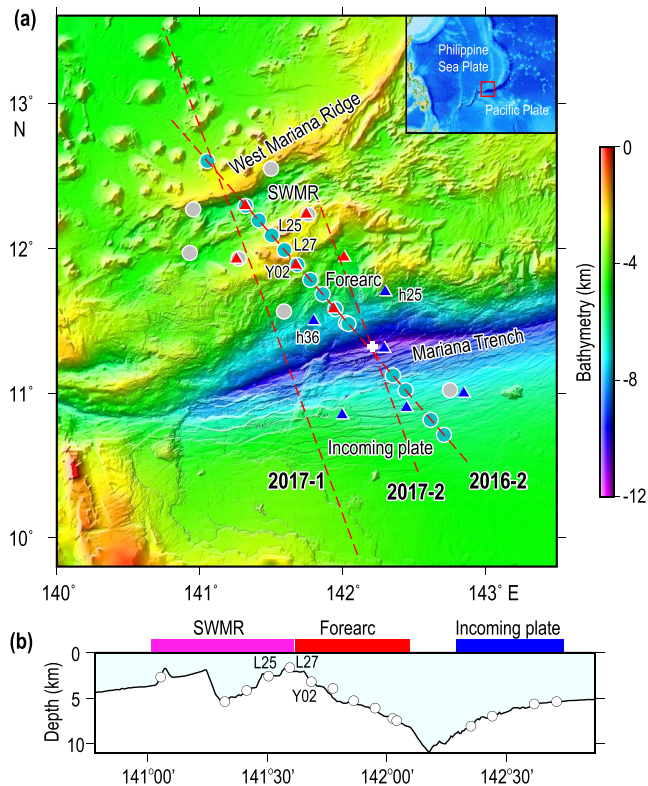 (a)
Philippine
Sea Plate
Pacific Plate
13˚
N
12˚
11˚
10˚
West Mariana Ridge
SWMR
L25
L27
Y02
Forearc
h25
h36
Mariana Trench
Incoming plate
2017-1
2017-2
2016-2
140˚
141˚
142˚
143˚ E
0
-4
-8
-12
Bathymetry (km)
(b)
SWMR
Forearc
Incoming plate
L25
L27
Y02
0
5
10
Depth (km)
141°00'
141°30'
142°00'
142°30'